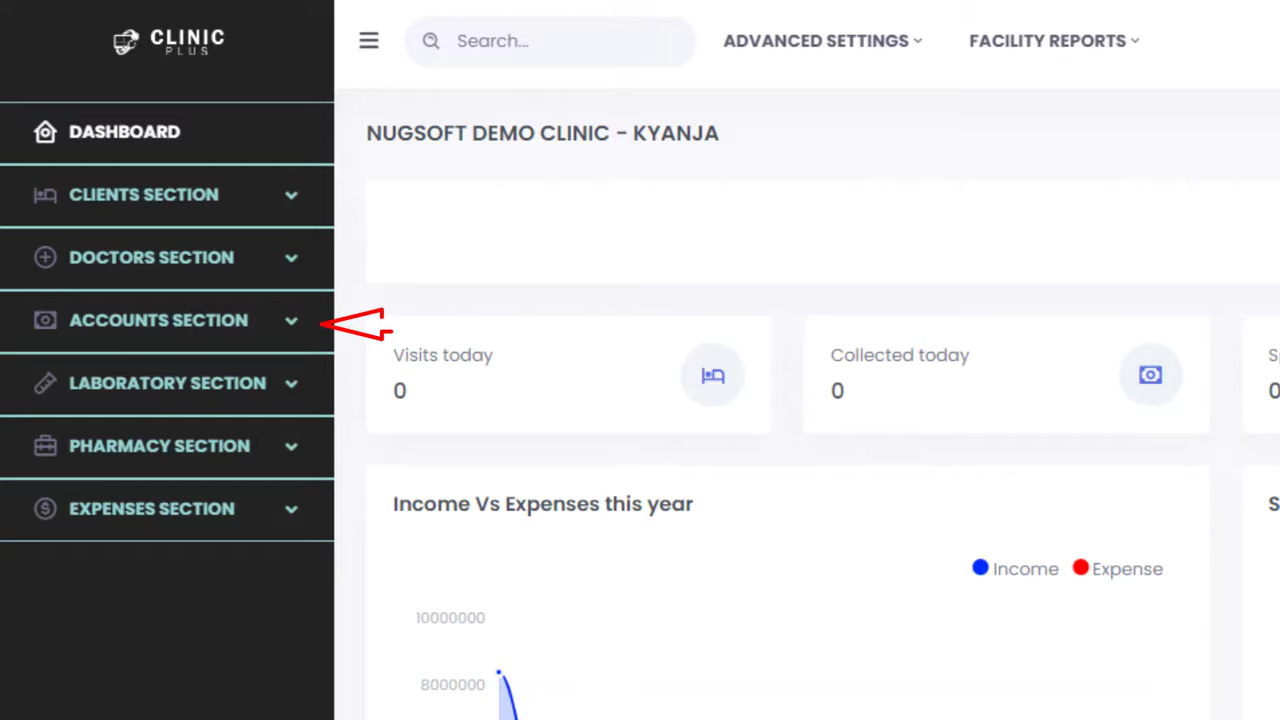 CLINIC
PLUS
Search...
ADVANCED SETTINGS
FACILITY REPORTS
DASHBOARD
CLIENTS SECTION
DOCTORS SECTION
ACCOUNTS SECTION
LABORATORY SECTION
PHARMACY SECTION
EXPENSES SECTION
NUGSOFT DEMO CLINIC - KYANJA
Visits today
0
Collected today
0
0
Income Vs Expenses this year
Income
Expense
10000000
8000000